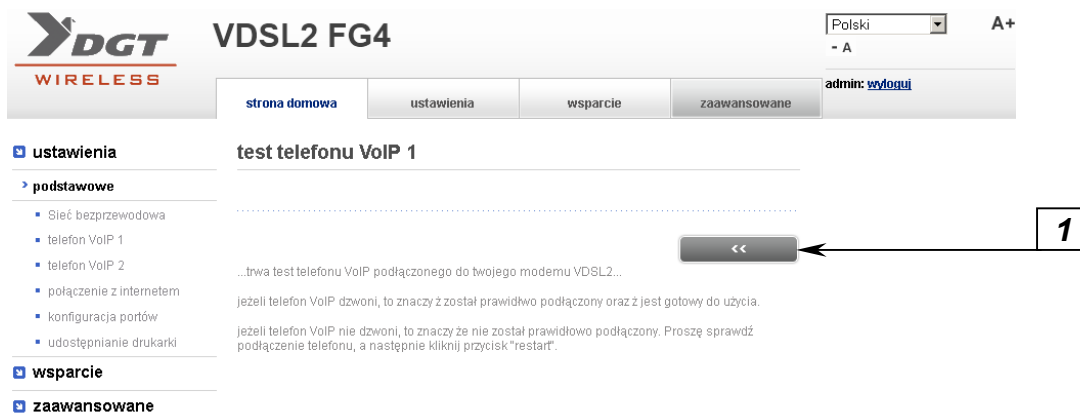 DGT
WIRELESS
VDSL2 FG4
Polski
A+
- A
admin: wyloguj
strona domowa
ustawienia
wsparcie
zaawansowane
ustawienia
podstawowe
Sieć bezprzewodowa
telefon VoIP 1
telefon VoIP 2
połączenie z internetem
konfiguracja portów
udostępnianie drukarki
wsparcie
zaawansowane
test telefonu VoIP 1
<<
1
...trwa test telefonu VoIP podłączonego do twojego modemu VDSL2...
jeżeli telefon VoIP dzwoni, to znaczy ż został prawidłwo podłączony oraz ż jest gotowy do użycia.
jeżeli telefon VoIP nie dzwoni, to znaczy że nie został prawidłowo podłączony. Proszę sprawdź
podłączenie telefonu, a następnie kliknij przycisk "restart".